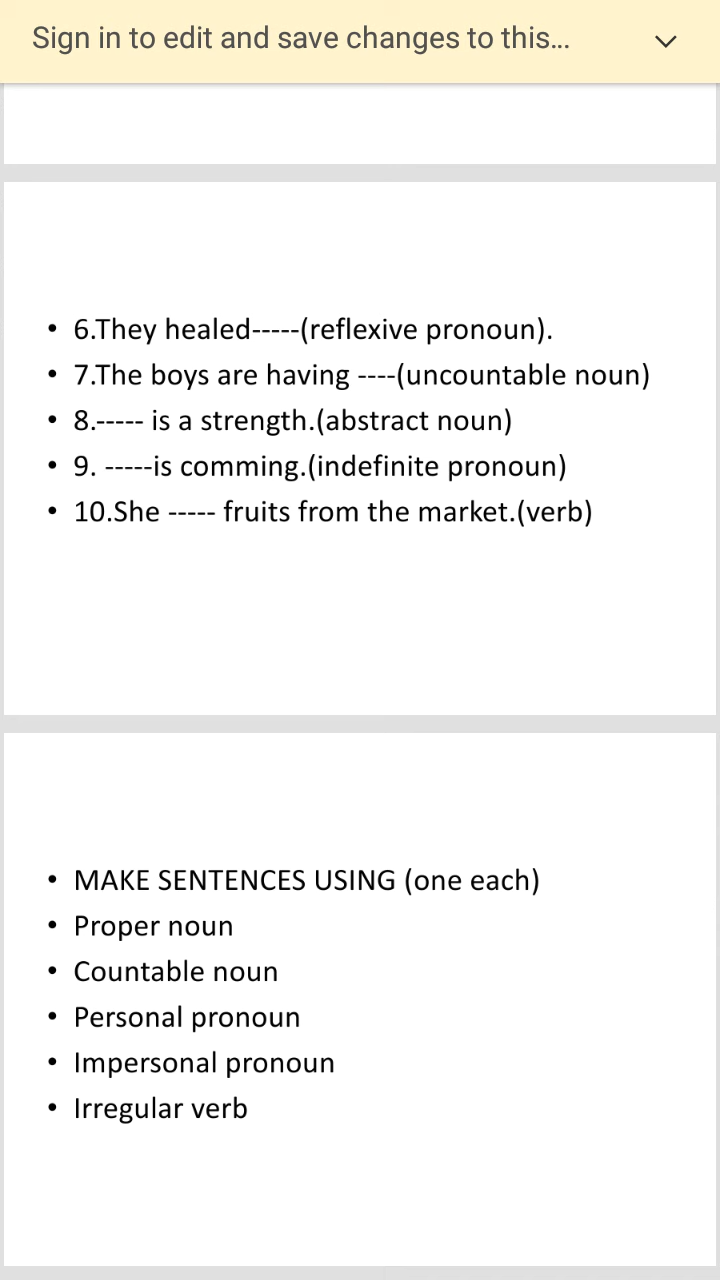 Sign in to edit and save changes to this...
• 6.They healed-----(reflexive pronoun).
• 7.The boys are having ----(uncountable noun)
• 8.----- is a strength.(abstract noun)
• 9. -----is comming.(indefinite pronoun)
• 10.She ----- fruits from the market.(verb)
• MAKE SENTENCES USING (one each)
• Proper noun
• Countable noun
• Personal pronoun
• Impersonal pronoun
• Irregular verb